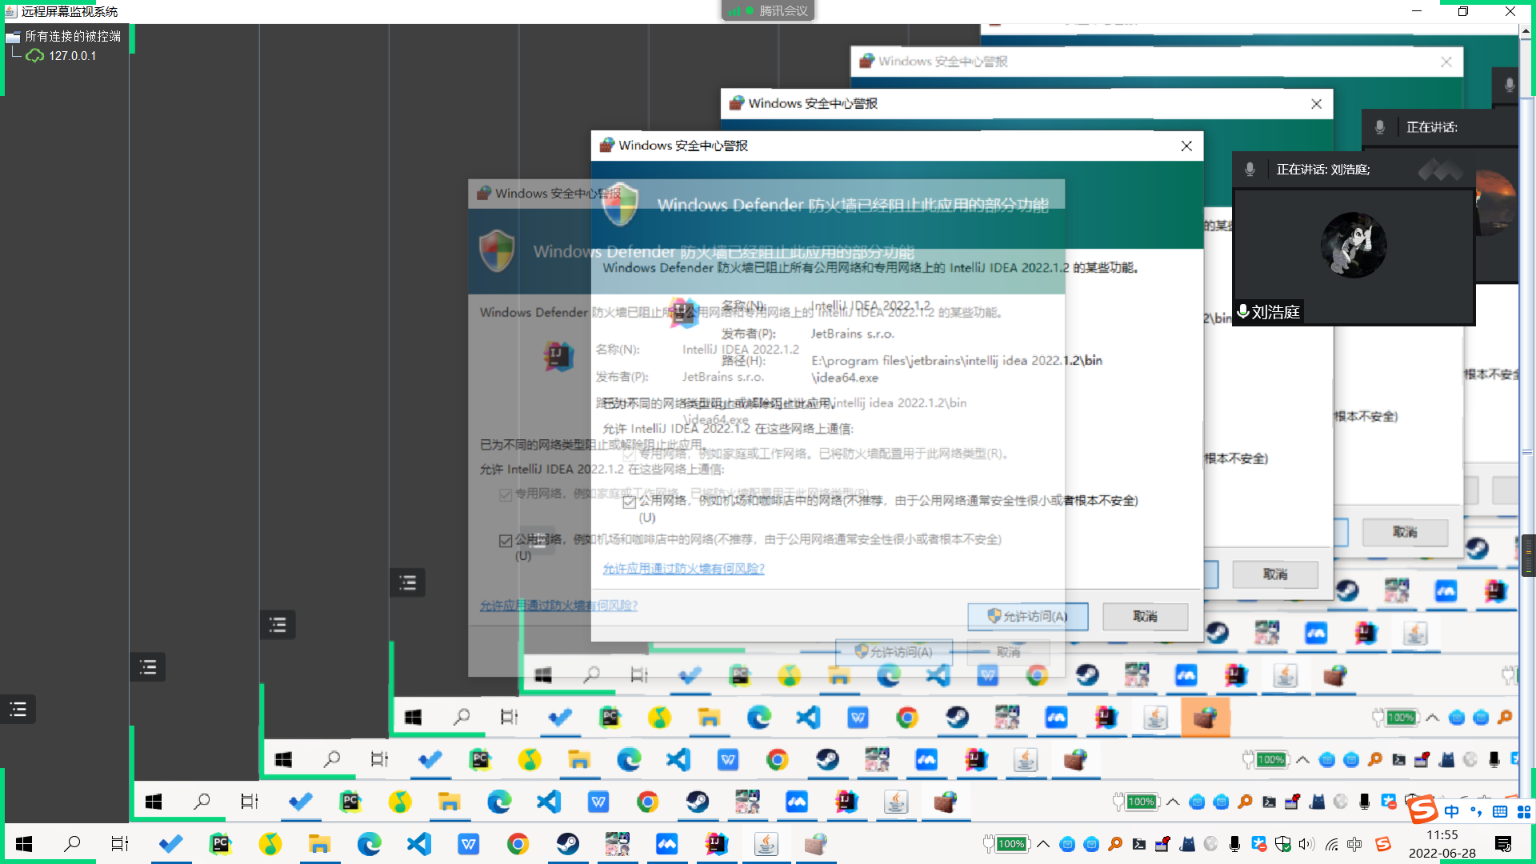 远程屏幕监视系统
腾讯会议
所有连接的被控端
127.0.0.1
Windows 安全中心警报
Windows 安全中心警报
正在讲话:
Windows 安全中心警报
正在讲话: 刘浩庭;
Windows 安全中心警报
Windows Defender 防火墙已经阻止此应用的部分功能
的某
Windows Defender 防火墙已经阻止此应用的部分功能
Windows Defender 防火墙已阻止所有公用网络和专用网络上的 IntelliJ IDEA 2022.1.2 的某些功能。
名称(N):
IntelliJ IDEA 2022.1.2
Windows Defender 防火墙已阻止所有公用网络和专用网络上的 IntelliJ IDEA 2022.1.2 的某些功能。
刘浩庭
2\bin
发布者(P):
JetBrains s.r.o.
名称(N):
IntelliJ IDEA 2022.1.2
路径(H):
E:\program files\jetbrains\intellij idea 2022.1.2\bin
\idea64.exe
发布者(P):
JetBrains s.r.o.
根本不安全
已为不同的网络类型阻止或解除阻止此应用。
intellij idea 2022.1.2\bin
\idea64.exe
根本不安全)
允许 IntelliJ IDEA 2022.1.2 在这些网络上通信:
已为不同的网络类型阻止或解除阻止此应用。
专用网络，例如家庭或工作网络。已将防火墙配置用于此网络类型(R)。
根本不安全)
允许 IntelliJ IDEA 2022.1.2 在这些网络上通信:
专用网络，例如家庭或工作网络。已将防火墙配置用于此网络类型(R)
公用网络，例如机场和咖啡店中的网络(不推荐，由于公用网络通常安全性很小或者根本不安全)
(U)
公用网络，例如机场和咖啡店中的网络(不推荐，由于公用网络通常安全性很小或者根本不安全)
(U)
取消
允许应用通过防火墙有何风险?
取消
允许应用通过防火墙有何风险?
允许访问(A)
取消
允许访问(A)
取消
100%
100%
100%
中
100%
中
11:55
2022-06-28